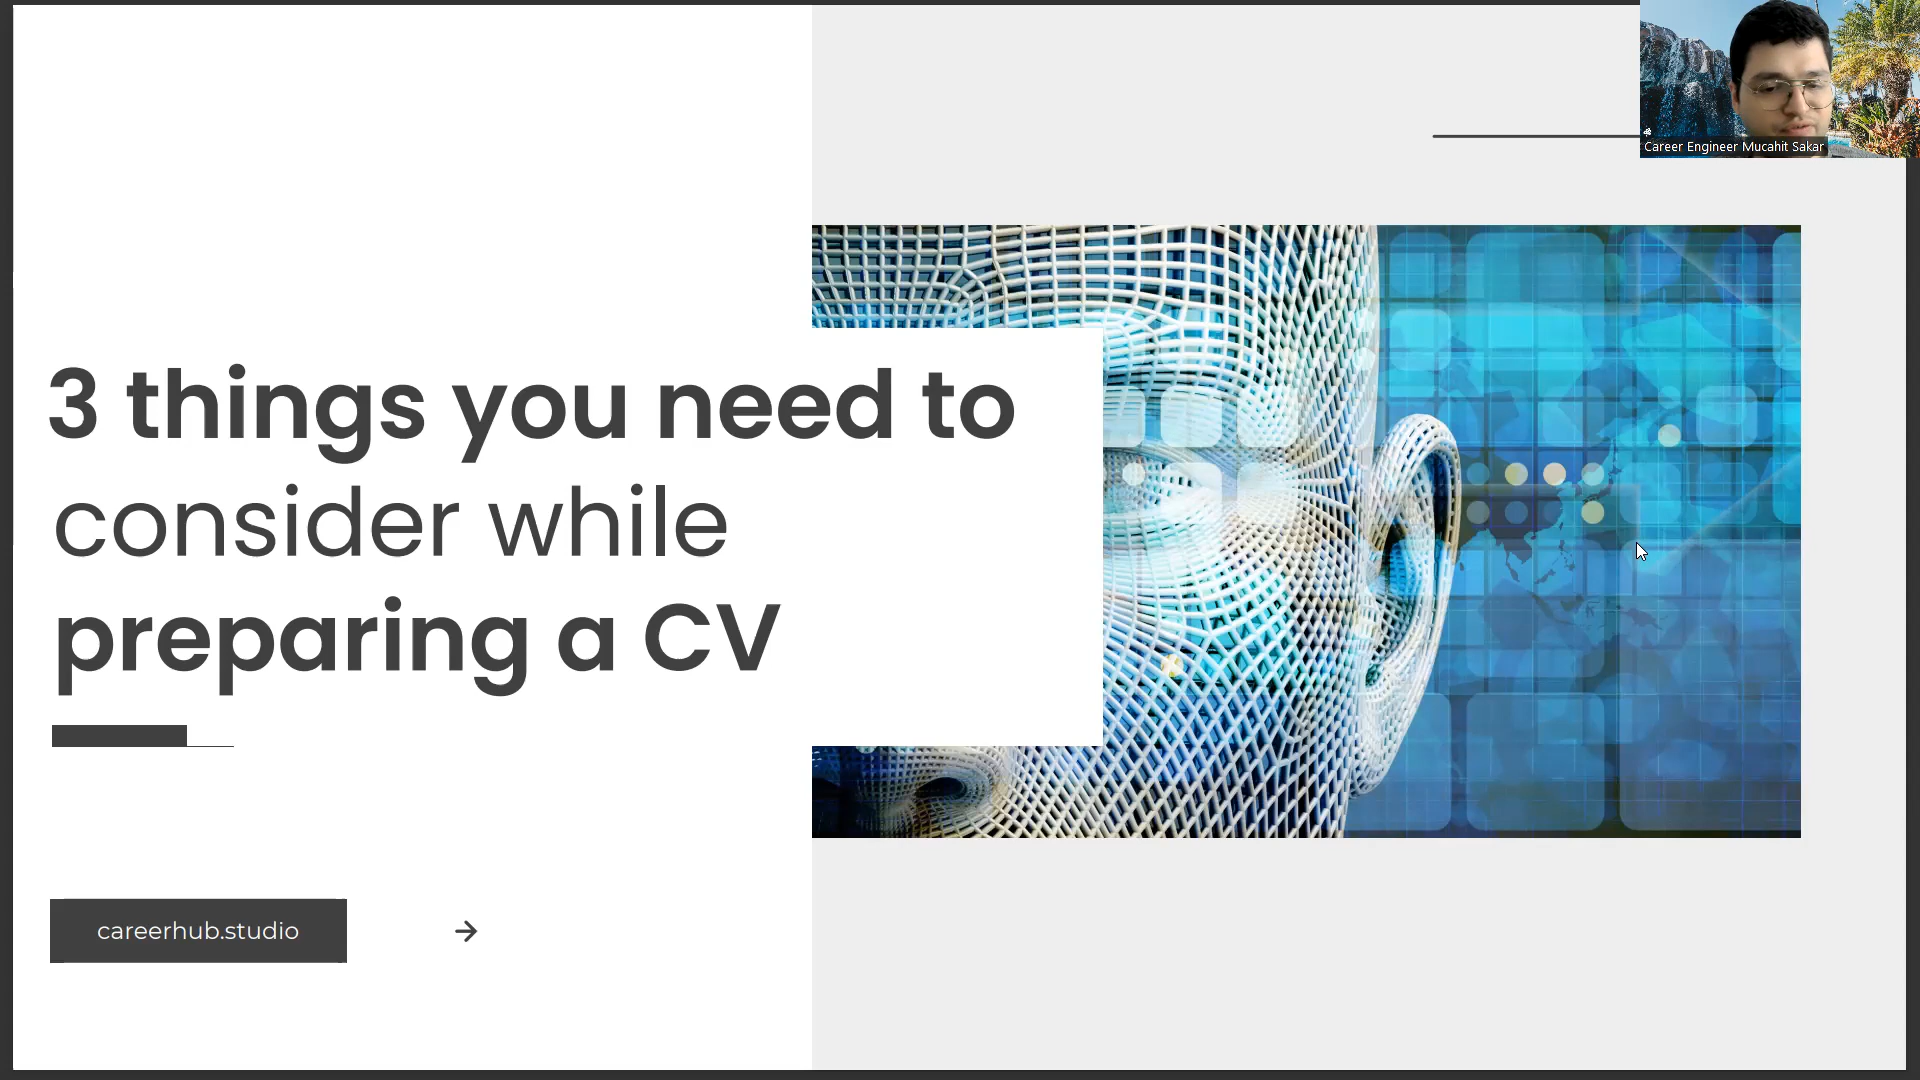 3 things you need to
consider while
preparing a CV
careerhub.studio
Career Engineer Mucahit Sakar